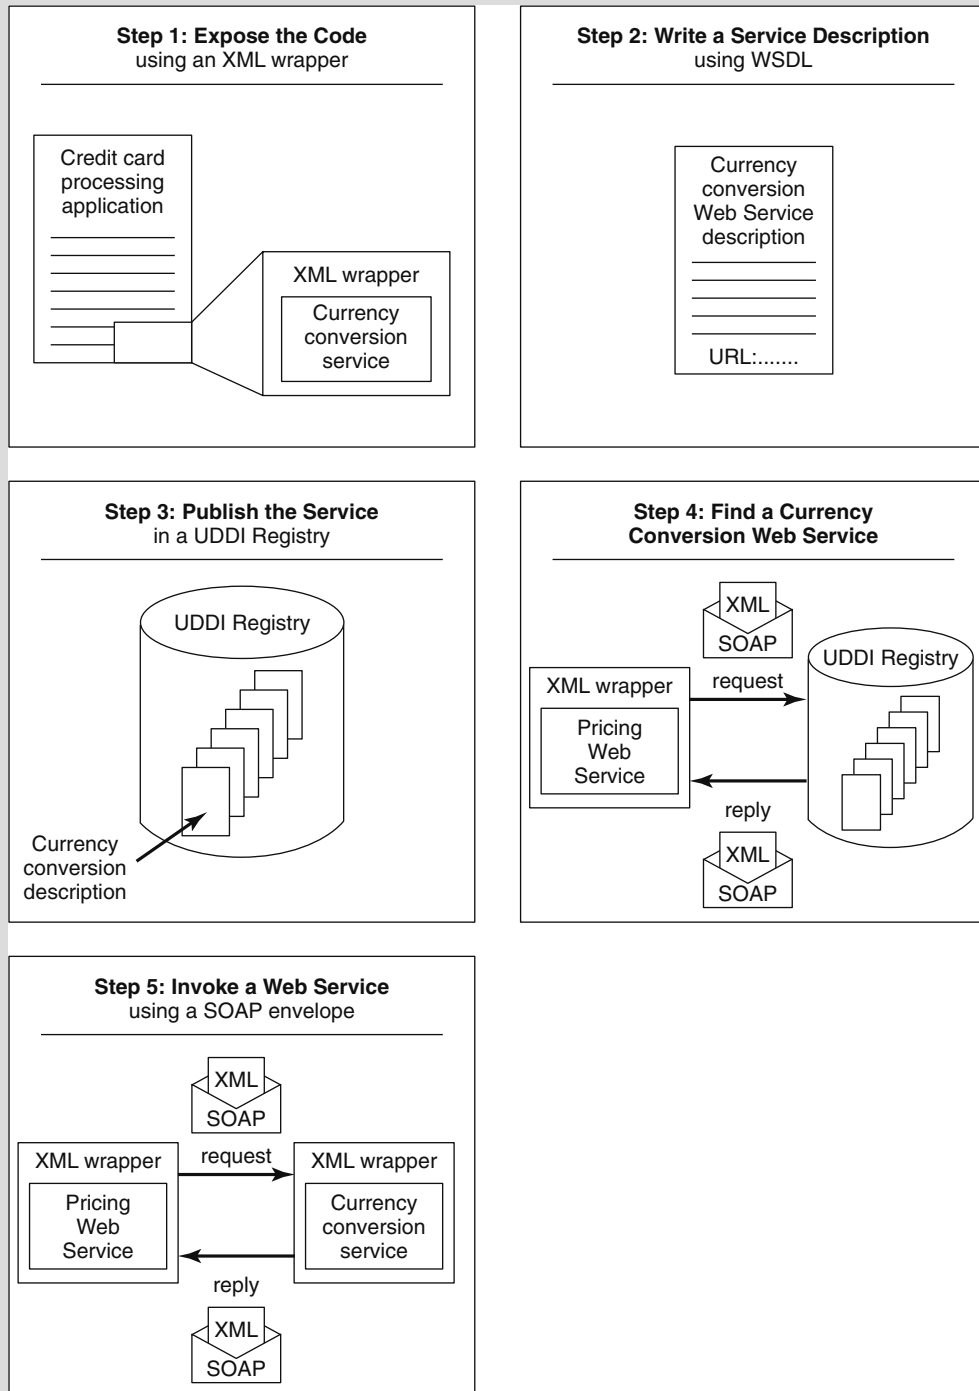 Step 1: Expose the Code
using an XML wrapper
Credit card
processing
application
XML wrapper
Currency
conversion
service
Step 2: Write a Service Description
using WSDL
Currency
conversion
Web Service
description
URL:.......
Step 3: Publish the Service
in a UDDI Registry
UDDI Registry
Currency
conversion
description
Step 4: Find a Currency
Conversion Web Service
XML
SOAP
request
XML wrapper
Pricing
Web
Service
UDDI Registry
reply
XML
SOAP
Step 5: Invoke a Web Service
using a SOAP envelope
XML
SOAP
XML wrapper
Pricing
Web
Service
request
XML wrapper
Currency
conversion
service
reply
XML
SOAP